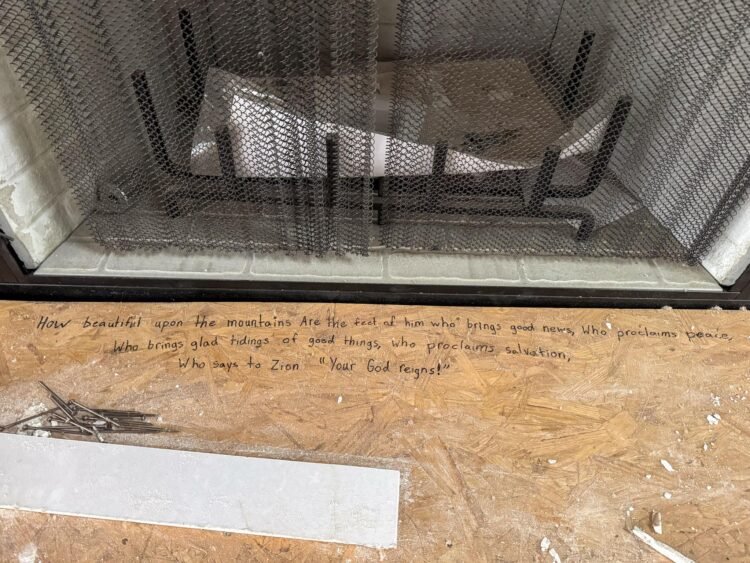 How beautiful upon the mountains Are the feet of him who brings good news, Who proclaims peace,
Who brings glad tidings of good things, who proclaims salvation,
Who says to Zion "Your God reigns!"